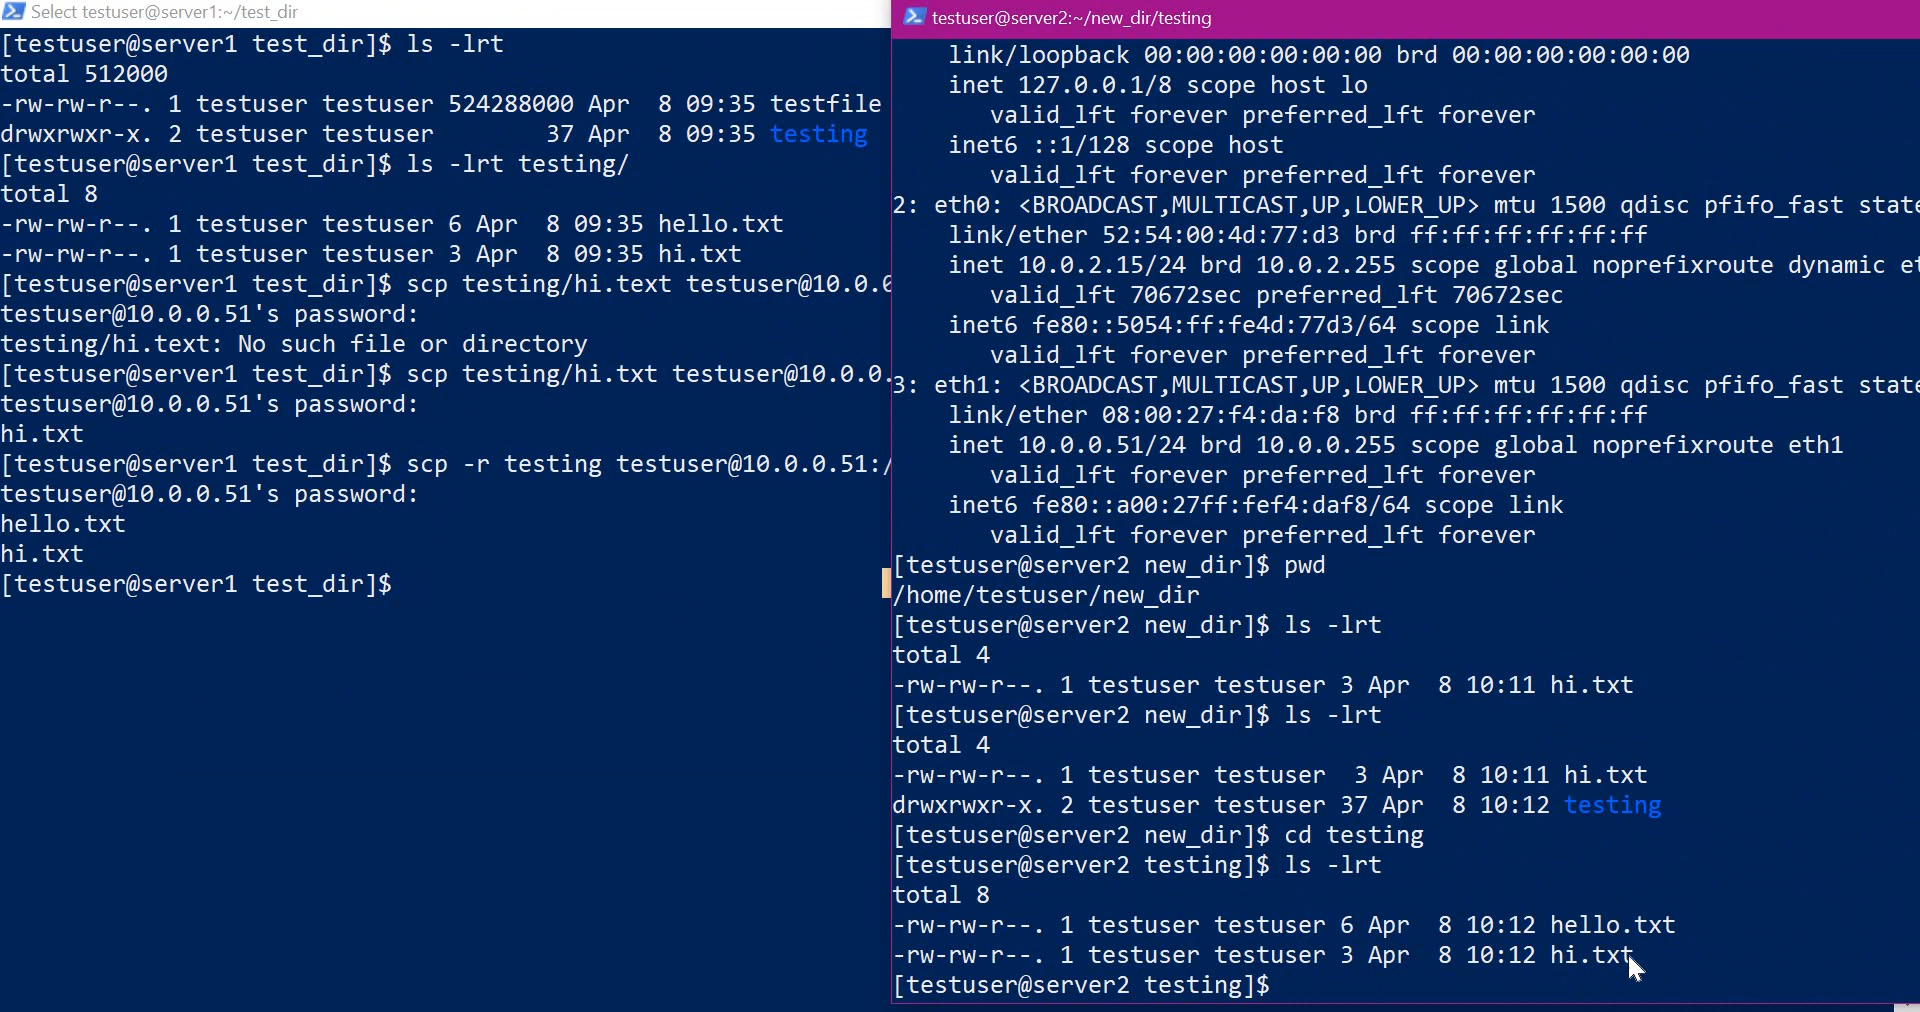 Select testuser@server1:~/test_dir
[testuser@server1 test_dir]$ ls -lrt
total 512000
-rw-rw-r--. 1 testuser testuser 524288000 Apr  8 09:35 testfile
drwxrwxr-x. 2 testuser testuser        37 Apr  8 09:35 testing
[testuser@server1 test_dir]$ ls -lrt testing/
total 8
-rw-rw-r--. 1 testuser testuser 6 Apr  8 09:35 hello.txt
-rw-rw-r--. 1 testuser testuser 3 Apr  8 09:35 hi.txt
[testuser@server1 test_dir]$ scp testing/hi.text testuser@10.0.0
testuser@10.0.0.51's password:
testing/hi.text: No such file or directory
[testuser@server1 test_dir]$ scp testing/hi.txt testuser@10.0.0.
testuser@10.0.0.51's password:
hi.txt
[testuser@server1 test_dir]$ scp -r testing testuser@10.0.0.51:/
testuser@10.0.0.51's password:
hello.txt
hi.txt
[testuser@server1 test_dir]$
testuser@server2:~/new_dir/testing
    link/loopback 00:00:00:00:00:00 brd 00:00:00:00:00:00
    inet 127.0.0.1/8 scope host lo
       valid_lft forever preferred_lft forever
    inet6 ::1/128 scope host
       valid_lft forever preferred_lft forever
2: eth0: <BROADCAST,MULTICAST,UP,LOWER_UP> mtu 1500 qdisc pfifo_fast state
    link/ether 52:54:00:4d:77:d3 brd ff:ff:ff:ff:ff:ff
    inet 10.0.2.15/24 brd 10.0.2.255 scope global noprefixroute dynamic et
       valid_lft 70672sec preferred_lft 70672sec
    inet6 fe80::5054:ff:fe4d:77d3/64 scope link
       valid_lft forever preferred_lft forever
3: eth1: <BROADCAST,MULTICAST,UP,LOWER_UP> mtu 1500 qdisc pfifo_fast state
    link/ether 08:00:27:f4:da:f8 brd ff:ff:ff:ff:ff:ff
    inet 10.0.0.51/24 brd 10.0.0.255 scope global noprefixroute eth1
       valid_lft forever preferred_lft forever
    inet6 fe80::a00:27ff:fef4:daf8/64 scope link
       valid_lft forever preferred_lft forever
[testuser@server2 new_dir]$ pwd
/home/testuser/new_dir
[testuser@server2 new_dir]$ ls -lrt
total 4
-rw-rw-r--. 1 testuser testuser 3 Apr  8 10:11 hi.txt
[testuser@server2 new_dir]$ ls -lrt
total 4
-rw-rw-r--. 1 testuser testuser  3 Apr  8 10:11 hi.txt
drwxrwxr-x. 2 testuser testuser 37 Apr  8 10:12 testing
[testuser@server2 new_dir]$ cd testing
[testuser@server2 testing]$ ls -lrt
total 8
-rw-rw-r--. 1 testuser testuser 6 Apr  8 10:12 hello.txt
-rw-rw-r--. 1 testuser testuser 3 Apr  8 10:12 hi.txt
[testuser@server2 testing]$